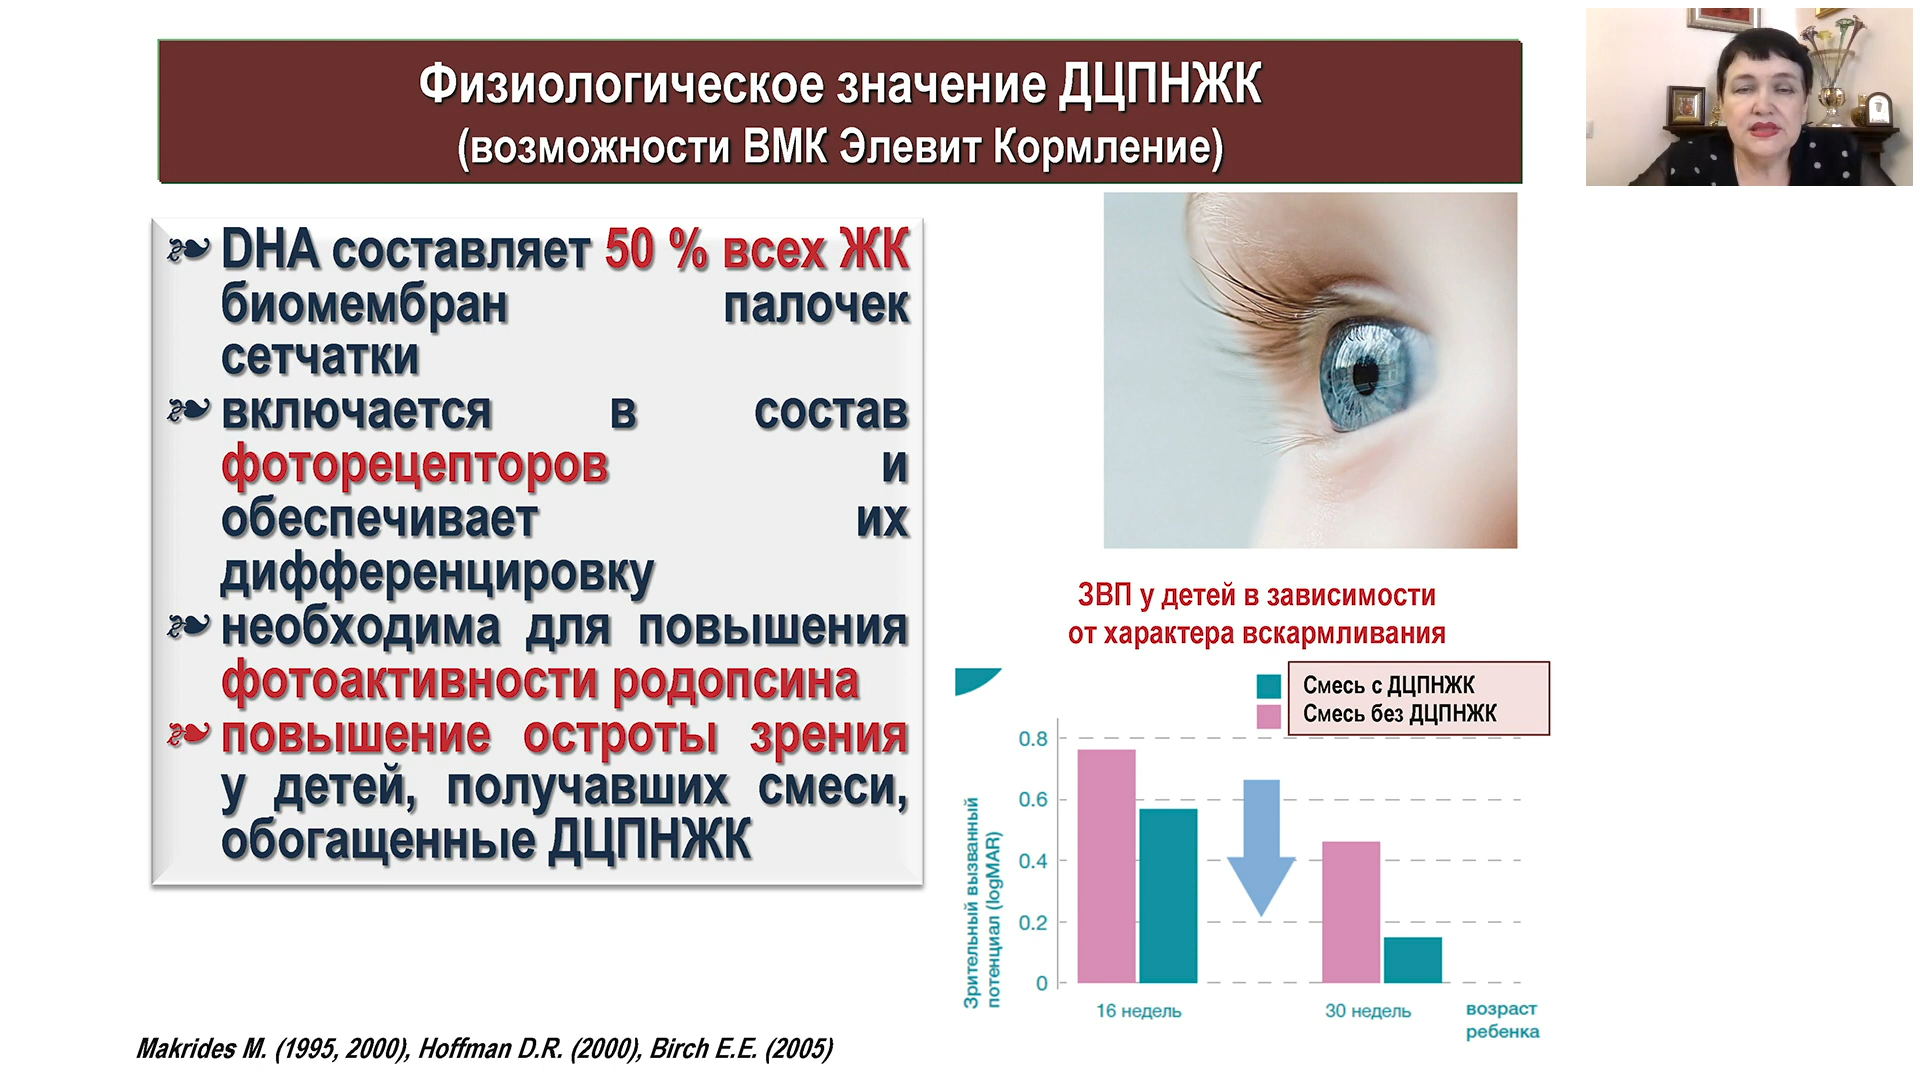 Физиологическое значение ДЦПНЖК
(возможности ВМК Элевит Кормление)
DHA составляет 50 % всех ЖК
биомембран палочек
сетчатки
включается в состав
фоторецепторов и
обеспечивает их
дифференцировку
необходима для повышения
фотоактивности родопсина
повышение остроты зрения
у детей, получавших смеси,
обогащенные ДЦПНЖК
ЗВП у детей в зависимости
от характера вскармливания
Смесь с ДЦПНЖК
Смесь без ДЦПНЖК
Зрительный вызванный
потенциал (logMAR)
0.8
0.6
0.4
0.2
0
16 недель
30 недель
возраст
ребенка
Makrides M. (1995, 2000), Hoffman D.R. (2000), Birch E.E. (2005)